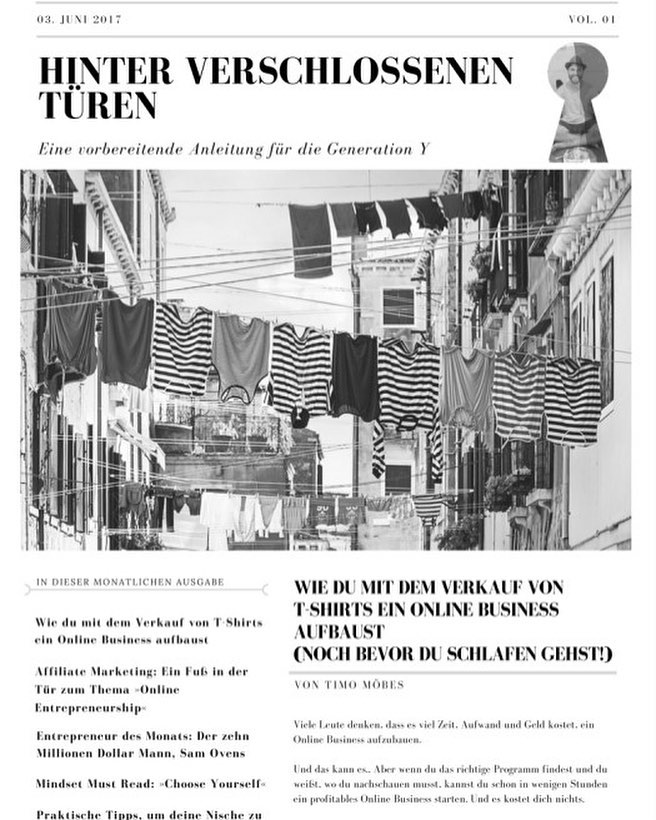 03. JUNI 2017
VOL. 01
HINTER VERSCHLOSSENEN
TÜREN
Eine vorbereitende Anleitung für die Generation Y
IN DIESER MONATLICHEN AUSGABE
Wie du mit dem Verkauf von T-Shirts
ein Online Business aufbaust
Affiliate Marketing: Ein Fuß in der
Tür zum Thema »Online
Entrepreneurship«
Entrepreneur des Monats: Der zehn
Millionen Dollar Mann, Sam Ovens
Mindset Must Read: »Choose Yourself«
Praktische Tipps, um deine Nische zu
WIE DU MIT DEM VERKAUF VON
T-SHIRTS EIN ONLINE BUSINESS
AUFBAUST
(NOCH BEVOR DU SCHLAFEN GEHST!)
VON TIMO MÖBES
Viele Leute denken, dass es viel Zeit, Aufwand und Geld kostet, ein
Online Business aufzubauen.
Und das kann es.. Aber wenn du das richtige Programm findest und du
weißt, wo du nachschauen musst, kannst du schon in wenigen Stunden
ein profitables Online Business starten. Und es kostet dich nichts.